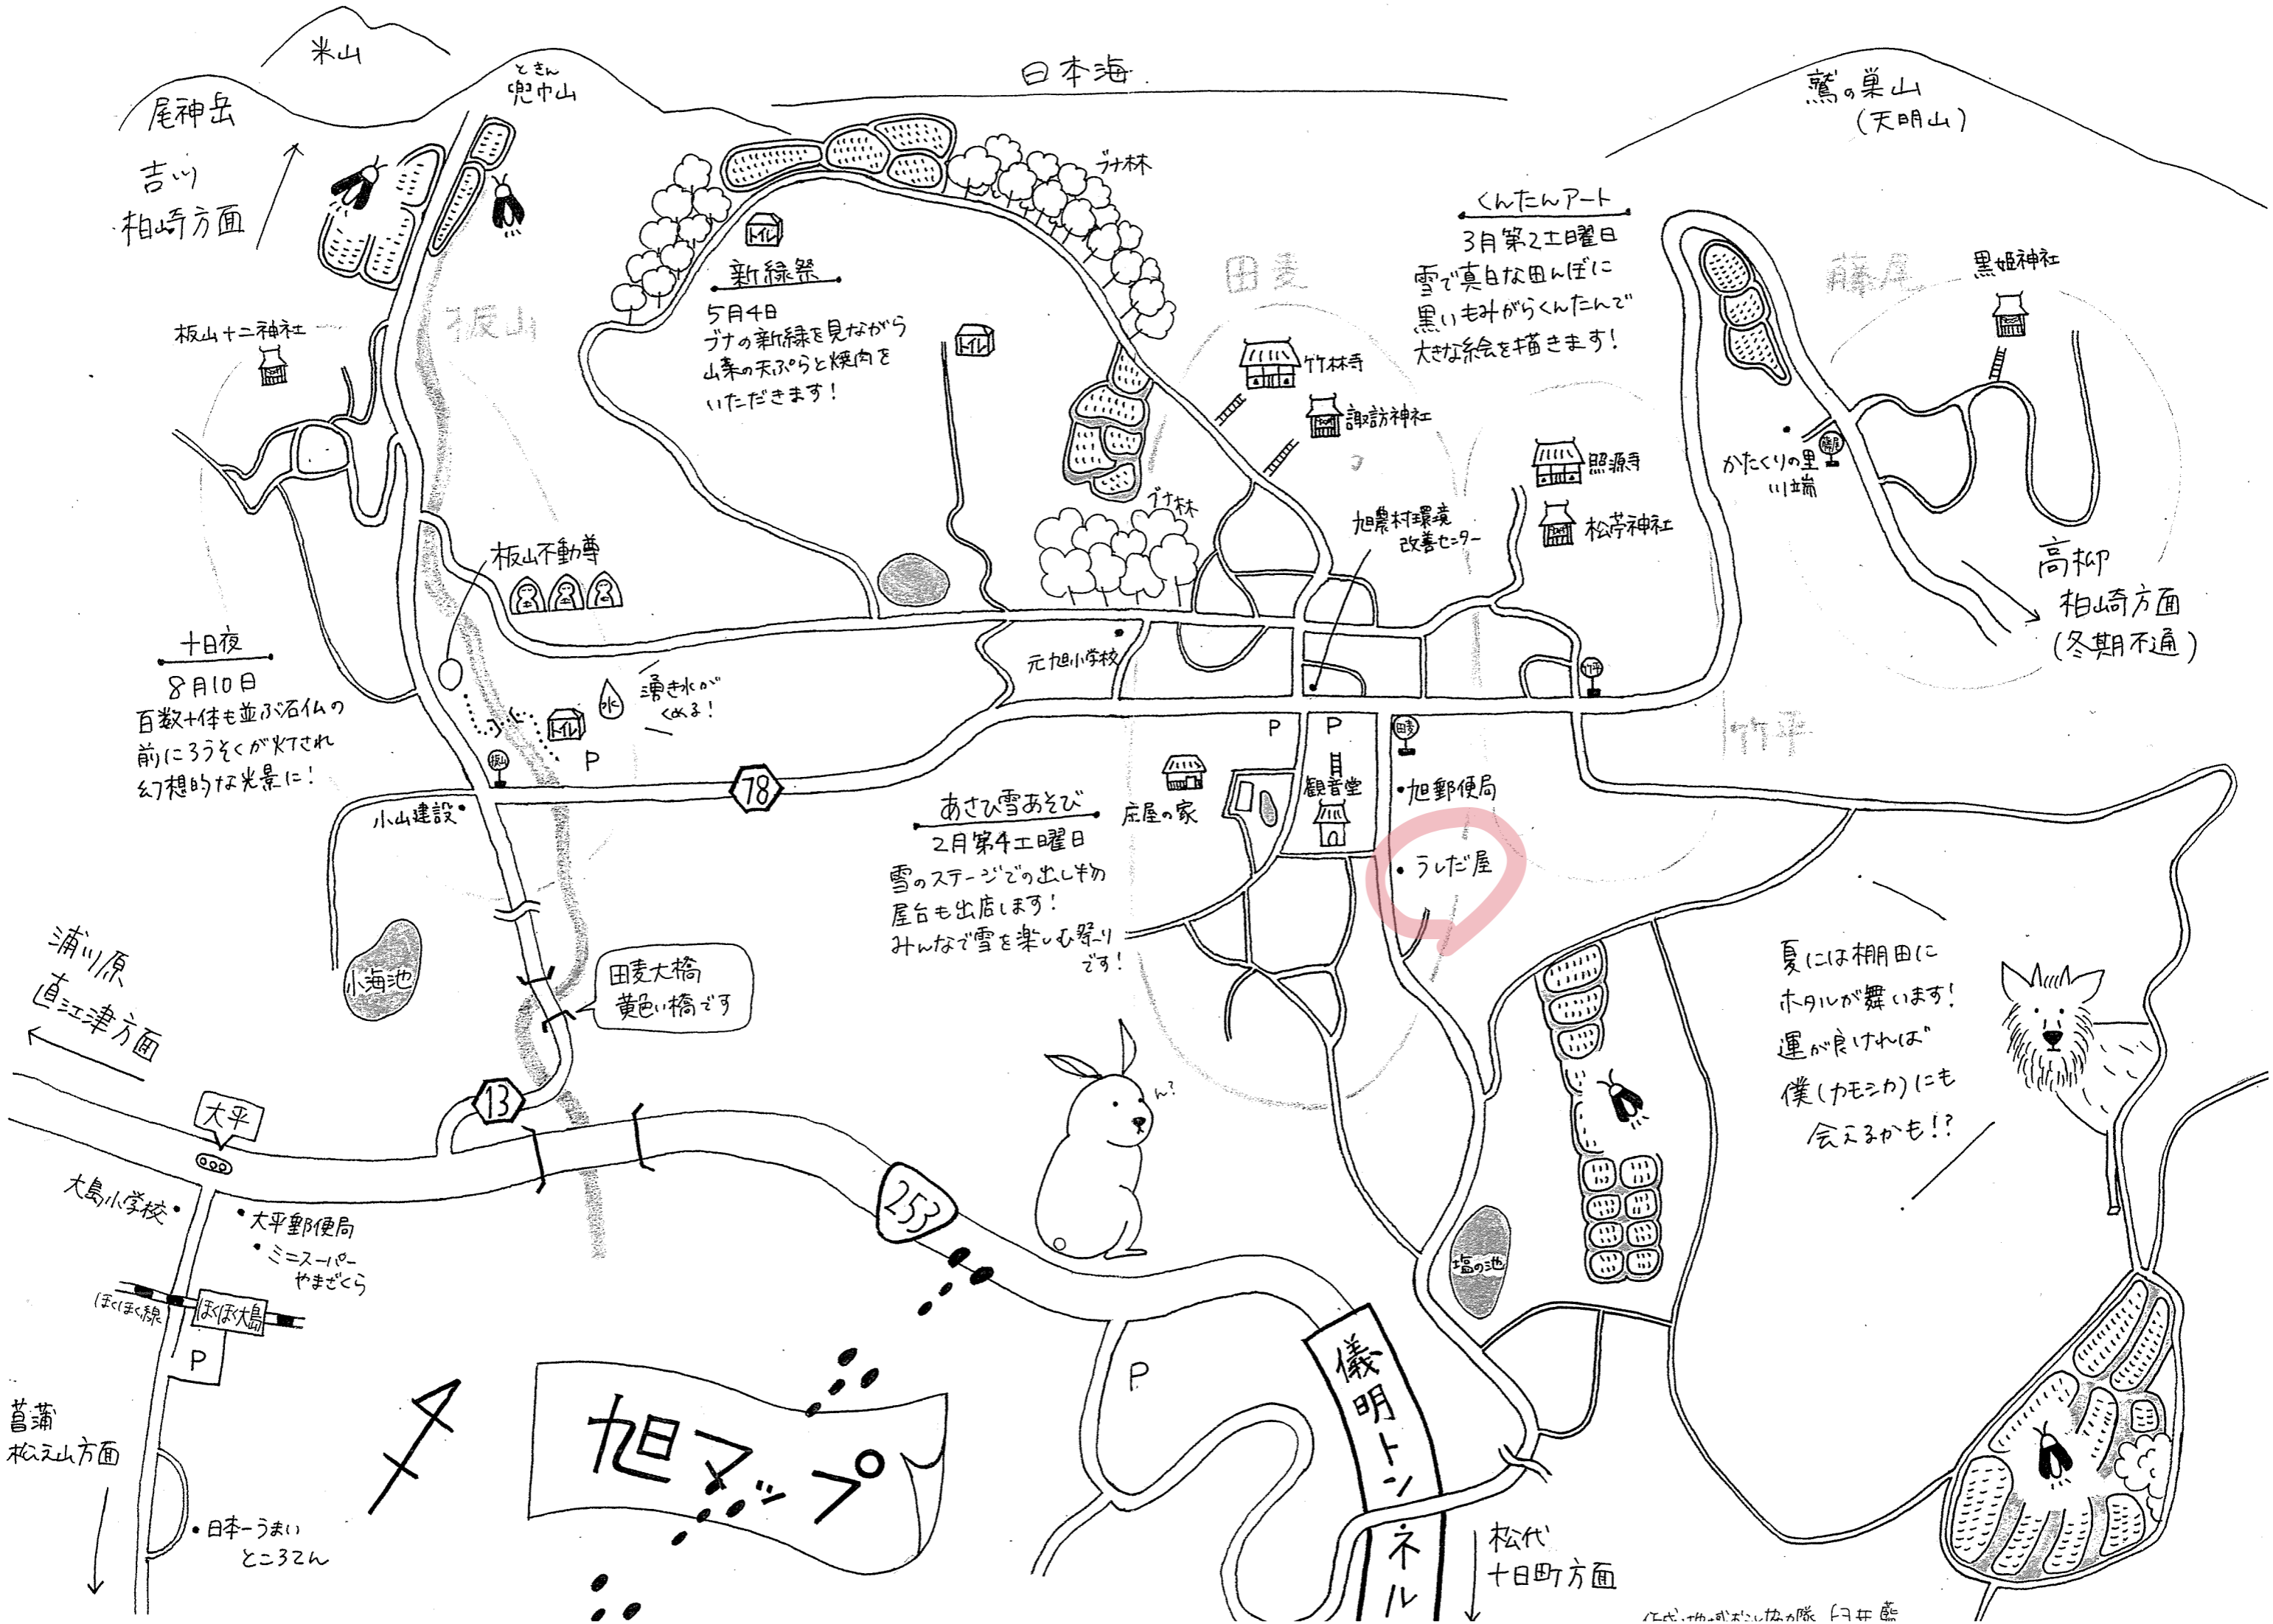 米山
尾神岳
ときん
兜巾山
日本海
鷲の巣山
(天明山)
吉川
柏崎方面
ブナ林
くんたんアート
3月第2土曜日
雪で真白な田んぼに
黒いもみがらくんたんで
大きな絵を描きます!
トイレ
新緑祭
5月4日
ブナの新緑を見ながら
山菜の天ぷらと焼肉を
いただきます!
トイレ
田麦
藤尾
黒姫神社
板山
板山十二神社
竹林寺
諏訪神社
照源寺
松苧神社
藤尾
かたくりの里
川端
ブナ林
旭農村環境
改善センター
高柳
柏崎方面
(冬期不通)
板山不動尊
十日夜
8月10日
百数十体も並ぶ石仏の
前にろうそくが灯され
幻想的な光景に!
元旭小学校
水
湧き水が
くめる!
トイレ
P
板山
竹平
竹平
P
P
田麦
78
小山建設
観音堂
庄屋の家
旭郵便局
うしだ屋
あさひ雪あそび
2月第4土曜日
雪のステージでの出し物
屋台も出店します!
みんなで雪を楽しむ祭り
です!
小海池
田麦大橋
黄色い橋です
夏には棚田に
ホタルが舞います!
運が良ければ
僕(カモシカ)にも
会えるかも!?
浦川原
直江津方面
13
ん?
大平
大島小学校
大平郵便局
ミニスーパー
やまざくら
253
塩の池
ほくほく線
ほくほく大島
P
P
儀明トンネル
旭マップ
菖蒲
松之山方面
日本一うまい
ところてん
松代
十日町方面